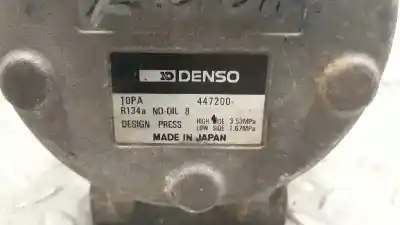 ND DENSO
10PA 447200-
R134a ND-OIL 8
DESIGN PRESS HIGH SIDE 3.53MPa
LOW SIDE 1.67MPa
MADE IN JAPAN